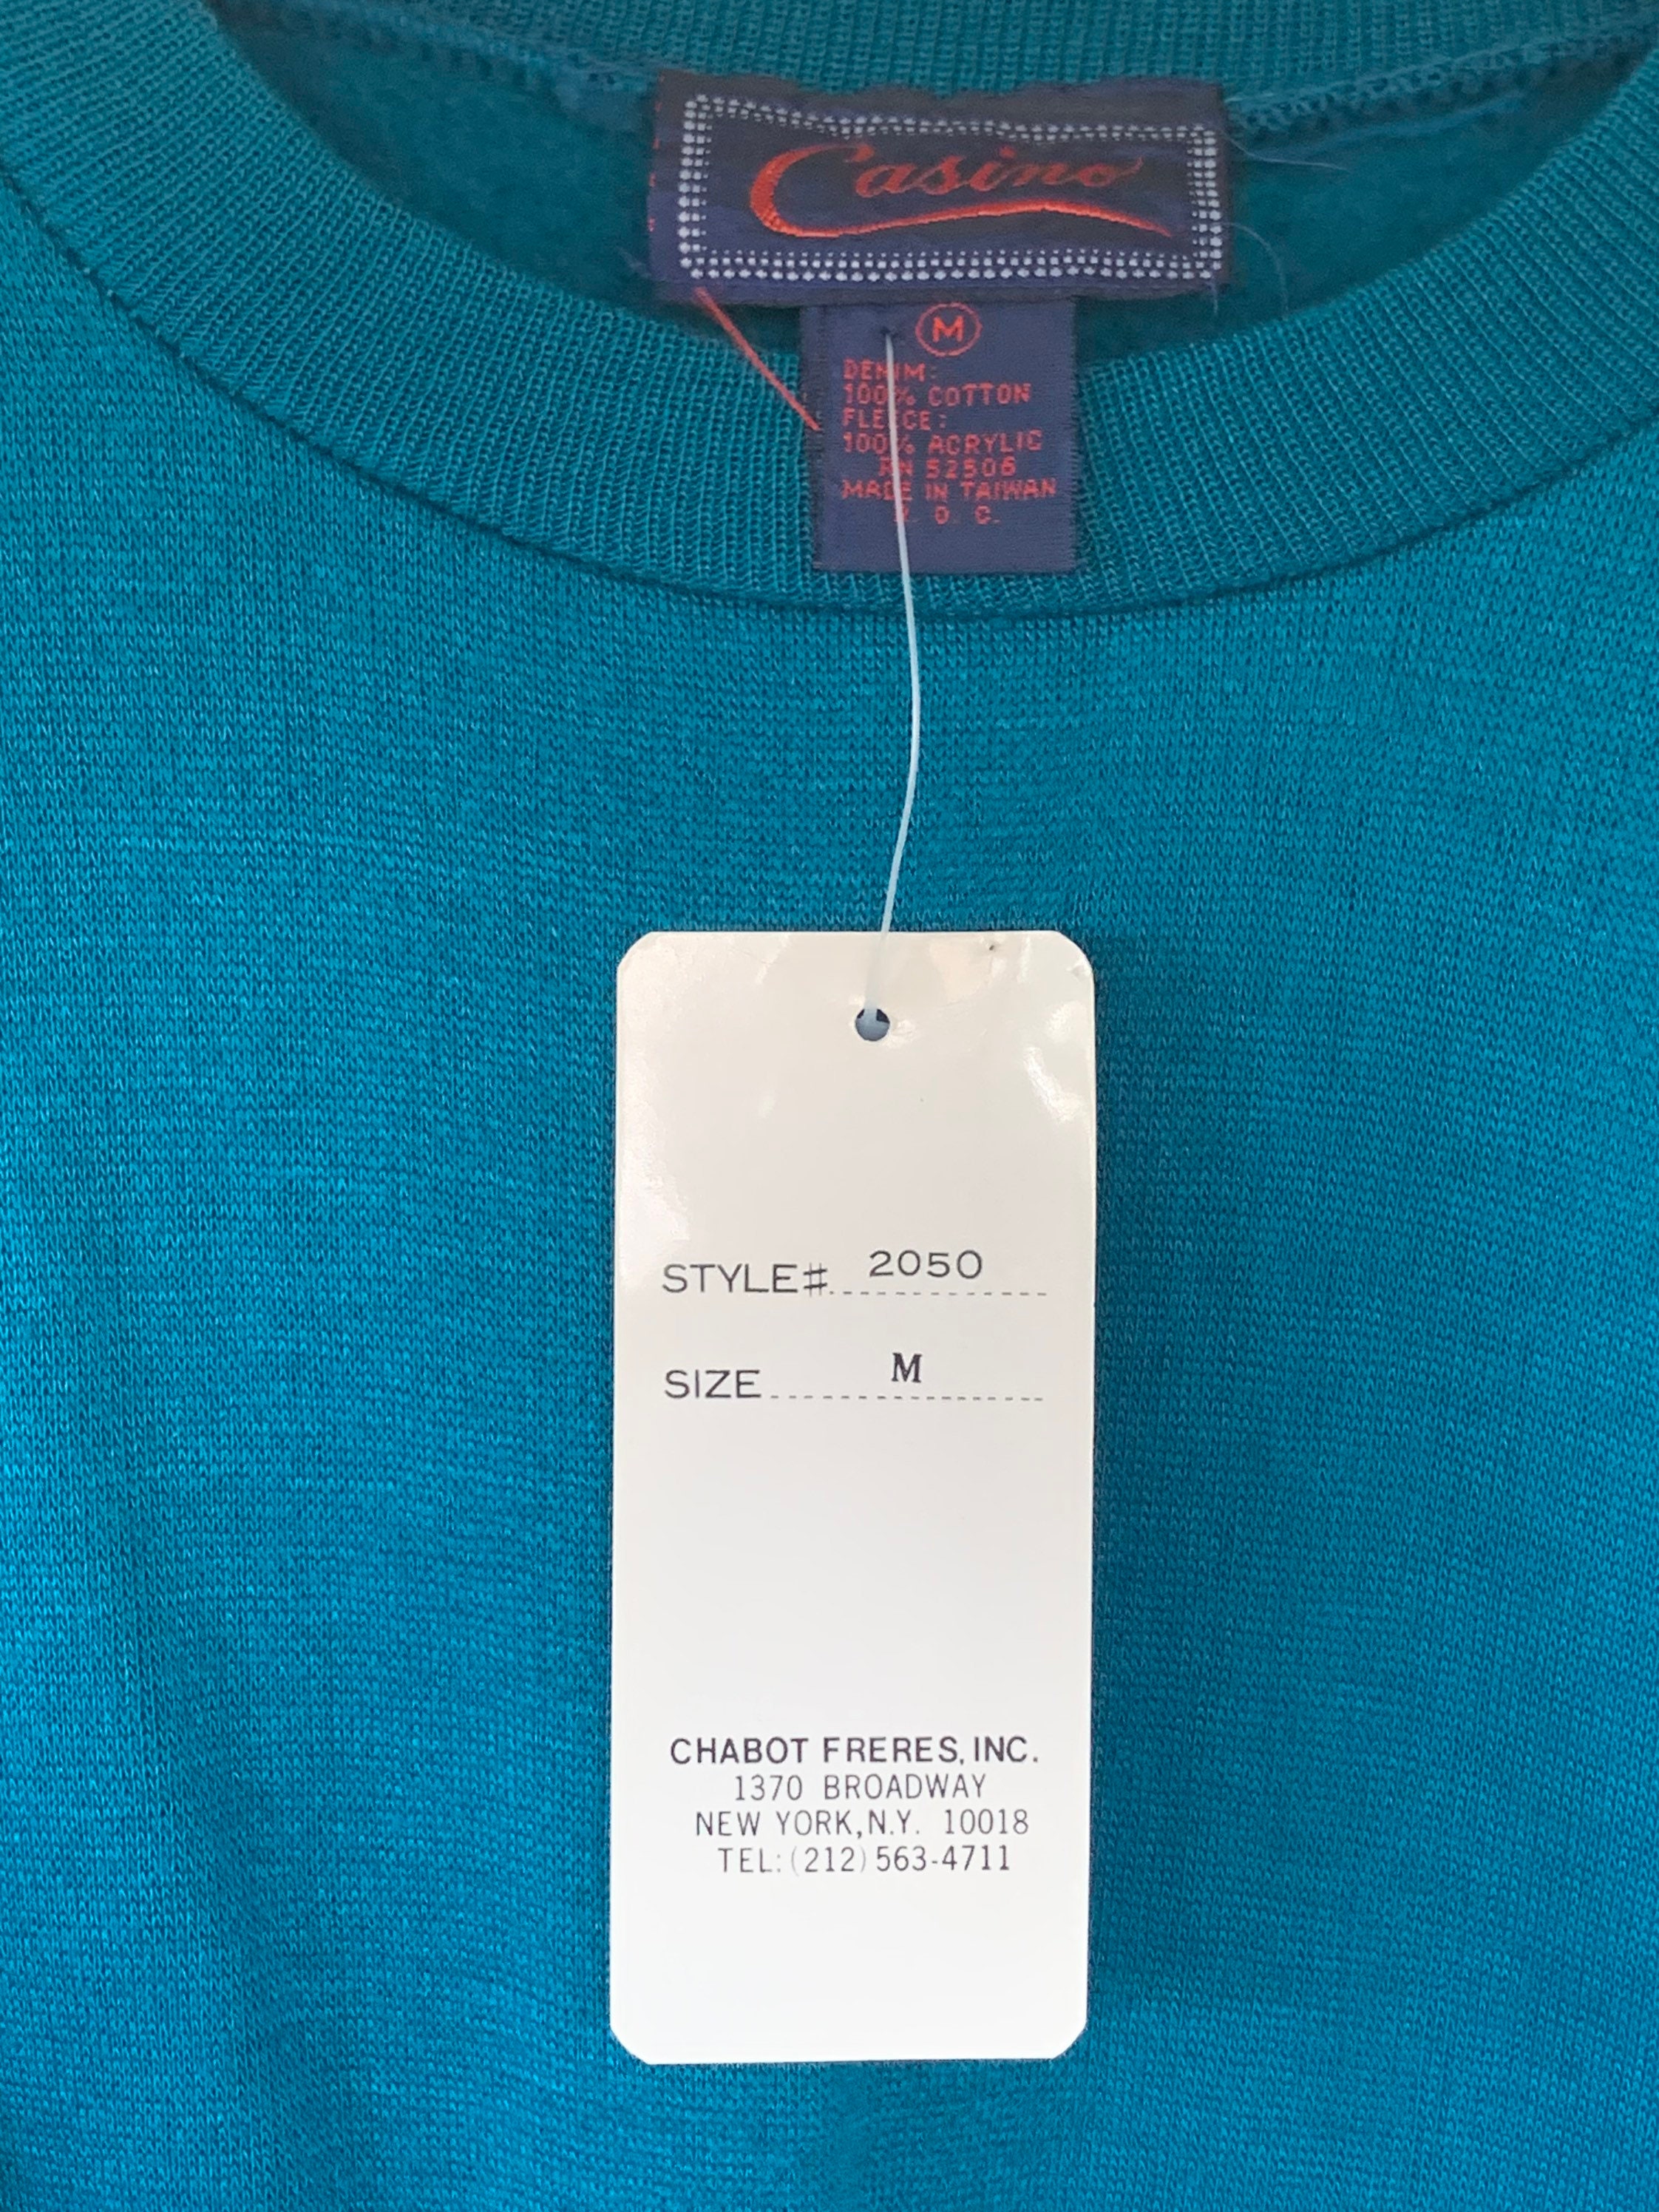 Casino
M
DENIM:
100% COTTON
FLEECE:
100% ACRYLIC
RN 52506
MADE IN TAIWAN
R. O. C.
STYLE# 2050
SIZE M
CHABOT FRERES, INC.
1370 BROADWAY
NEW YORK, N.Y. 10018
TEL: (212) 563-4711